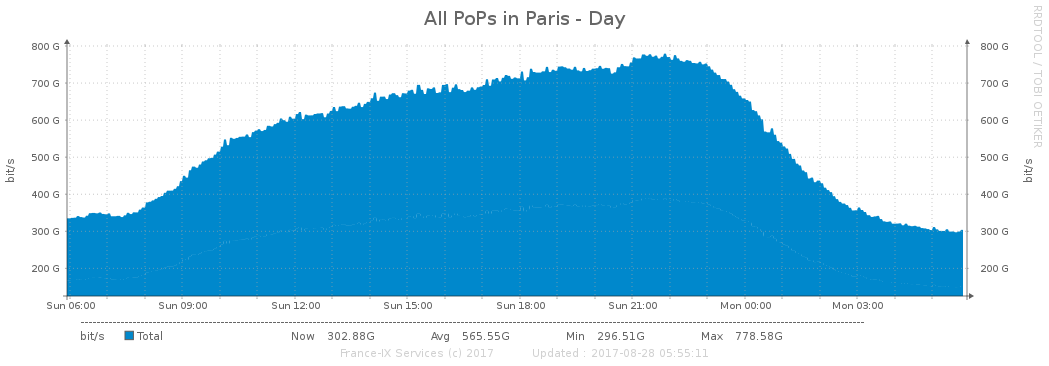 All PoPs in Paris - Day
RRDTOOL / TOBI OETIKER
800 G 800 G
700 G 700 G
600 G 600 G
500 G 500 G
bit/s bit/s
400 G 400 G
300 G 300 G
200 G 200 G
Sun 06:00 Sun 09:00 Sun 12:00 Sun 15:00 Sun 18:00 Sun 21:00 Mon 00:00 Mon 03:00
bit/s Total Now 302.88G Avg 565.55G Min 296.51G Max 778.58G
France-IX Services (c) 2017 Updated : 2017-08-28 05:55:11